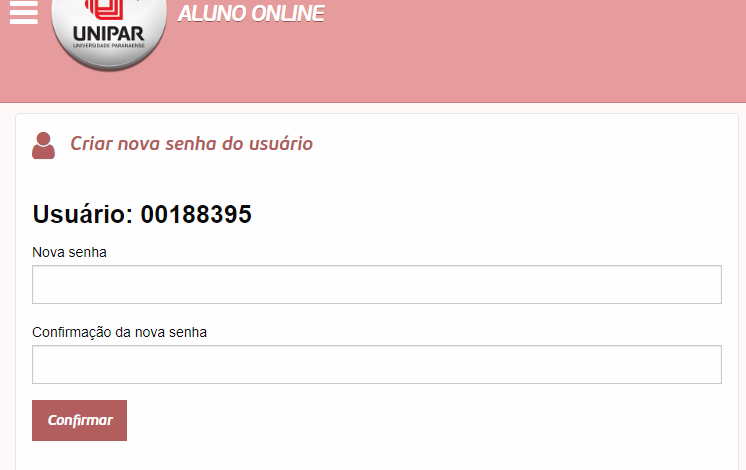 UNIPAR
UNIVERSIDADE PARANAENSE
ALUNO ONLINE
Criar nova senha do usuário
Usuário: 00188395
Nova senha
Confirmação da nova senha
Confirmar